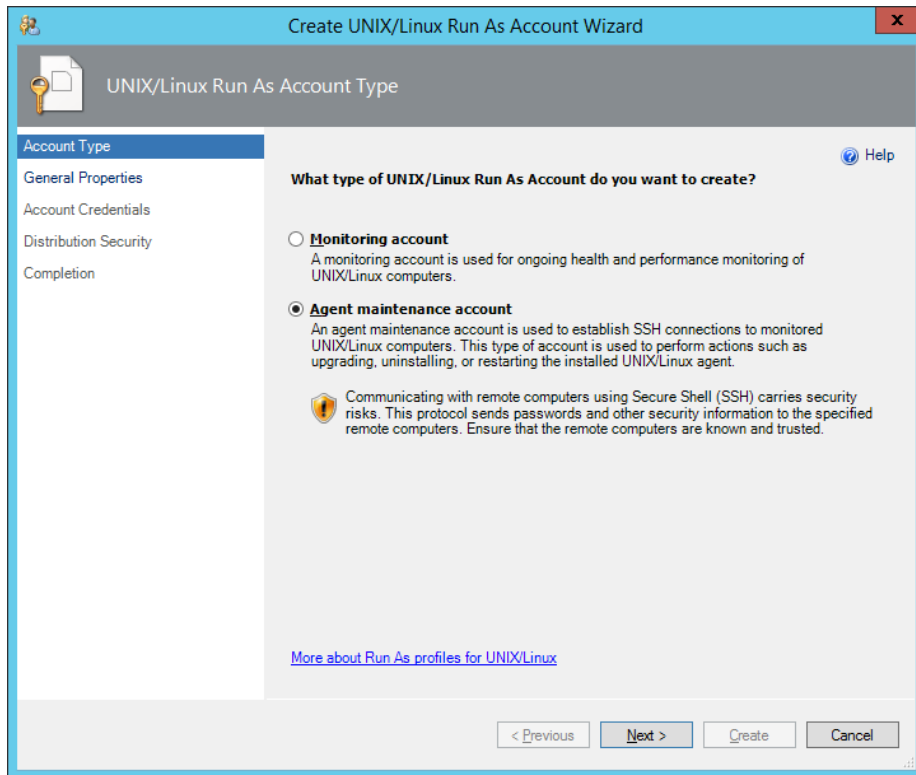 Create UNIX/Linux Run As Account Wizard
x
UNIX/Linux Run As Account Type
Account Type
General Properties
Account Credentials
Distribution Security
Completion
Help
What type of UNIX/Linux Run As Account do you want to create?
Monitoring account
A monitoring account is used for ongoing health and performance monitoring of
UNIX/Linux computers.
Agent maintenance account
An agent maintenance account is used to establish SSH connections to monitored
UNIX/Linux computers. This type of account is used to perform actions such as
upgrading, uninstalling, or restarting the installed UNIX/Linux agent.
Communicating with remote computers using Secure Shell (SSH) carries security
risks. This protocol sends passwords and other security information to the specified
remote computers. Ensure that the remote computers are known and trusted.
More about Run As profiles for UNIX/Linux
< Previous
Next >
Create
Cancel